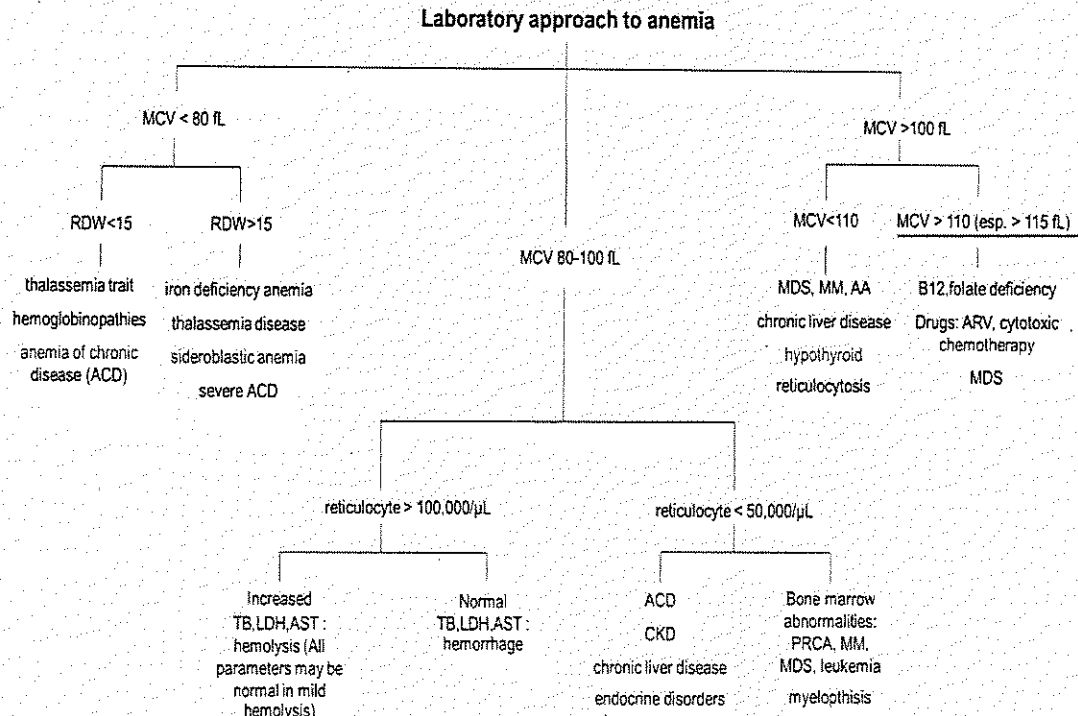 Laboratory approach to anemia
MCV < 80 fL
MCV >100 fL
RDW<15
RDW>15
MCV<110
MCV > 110 (esp. > 115 fL)
MCV 80-100 fL
thalassemia trait
hemoglobinopathies
anemia of chronic
disease (ACD)
iron deficiency anemia
thalassemia disease
sideroblastic anemia
severe ACD
MDS, MM, AA
chronic liver disease
hypothyroid
reticulocytosis
B12,folate deficiency
Drugs: ARV, cytotoxic
chemotherapy
MDS
reticulocyte > 100,000/µL
reticulocyte < 50,000/µL
Increased
TB,LDH,AST :
hemolysis (All
parameters may be
normal in mild
hemolysis)
Normal
TB,LDH,AST :
hemorrhage
ACD
CKD
chronic liver disease
endocrine disorders
Bone marrow
abnormalities:
PRCA, MM,
MDS, leukemia
myelopthisis